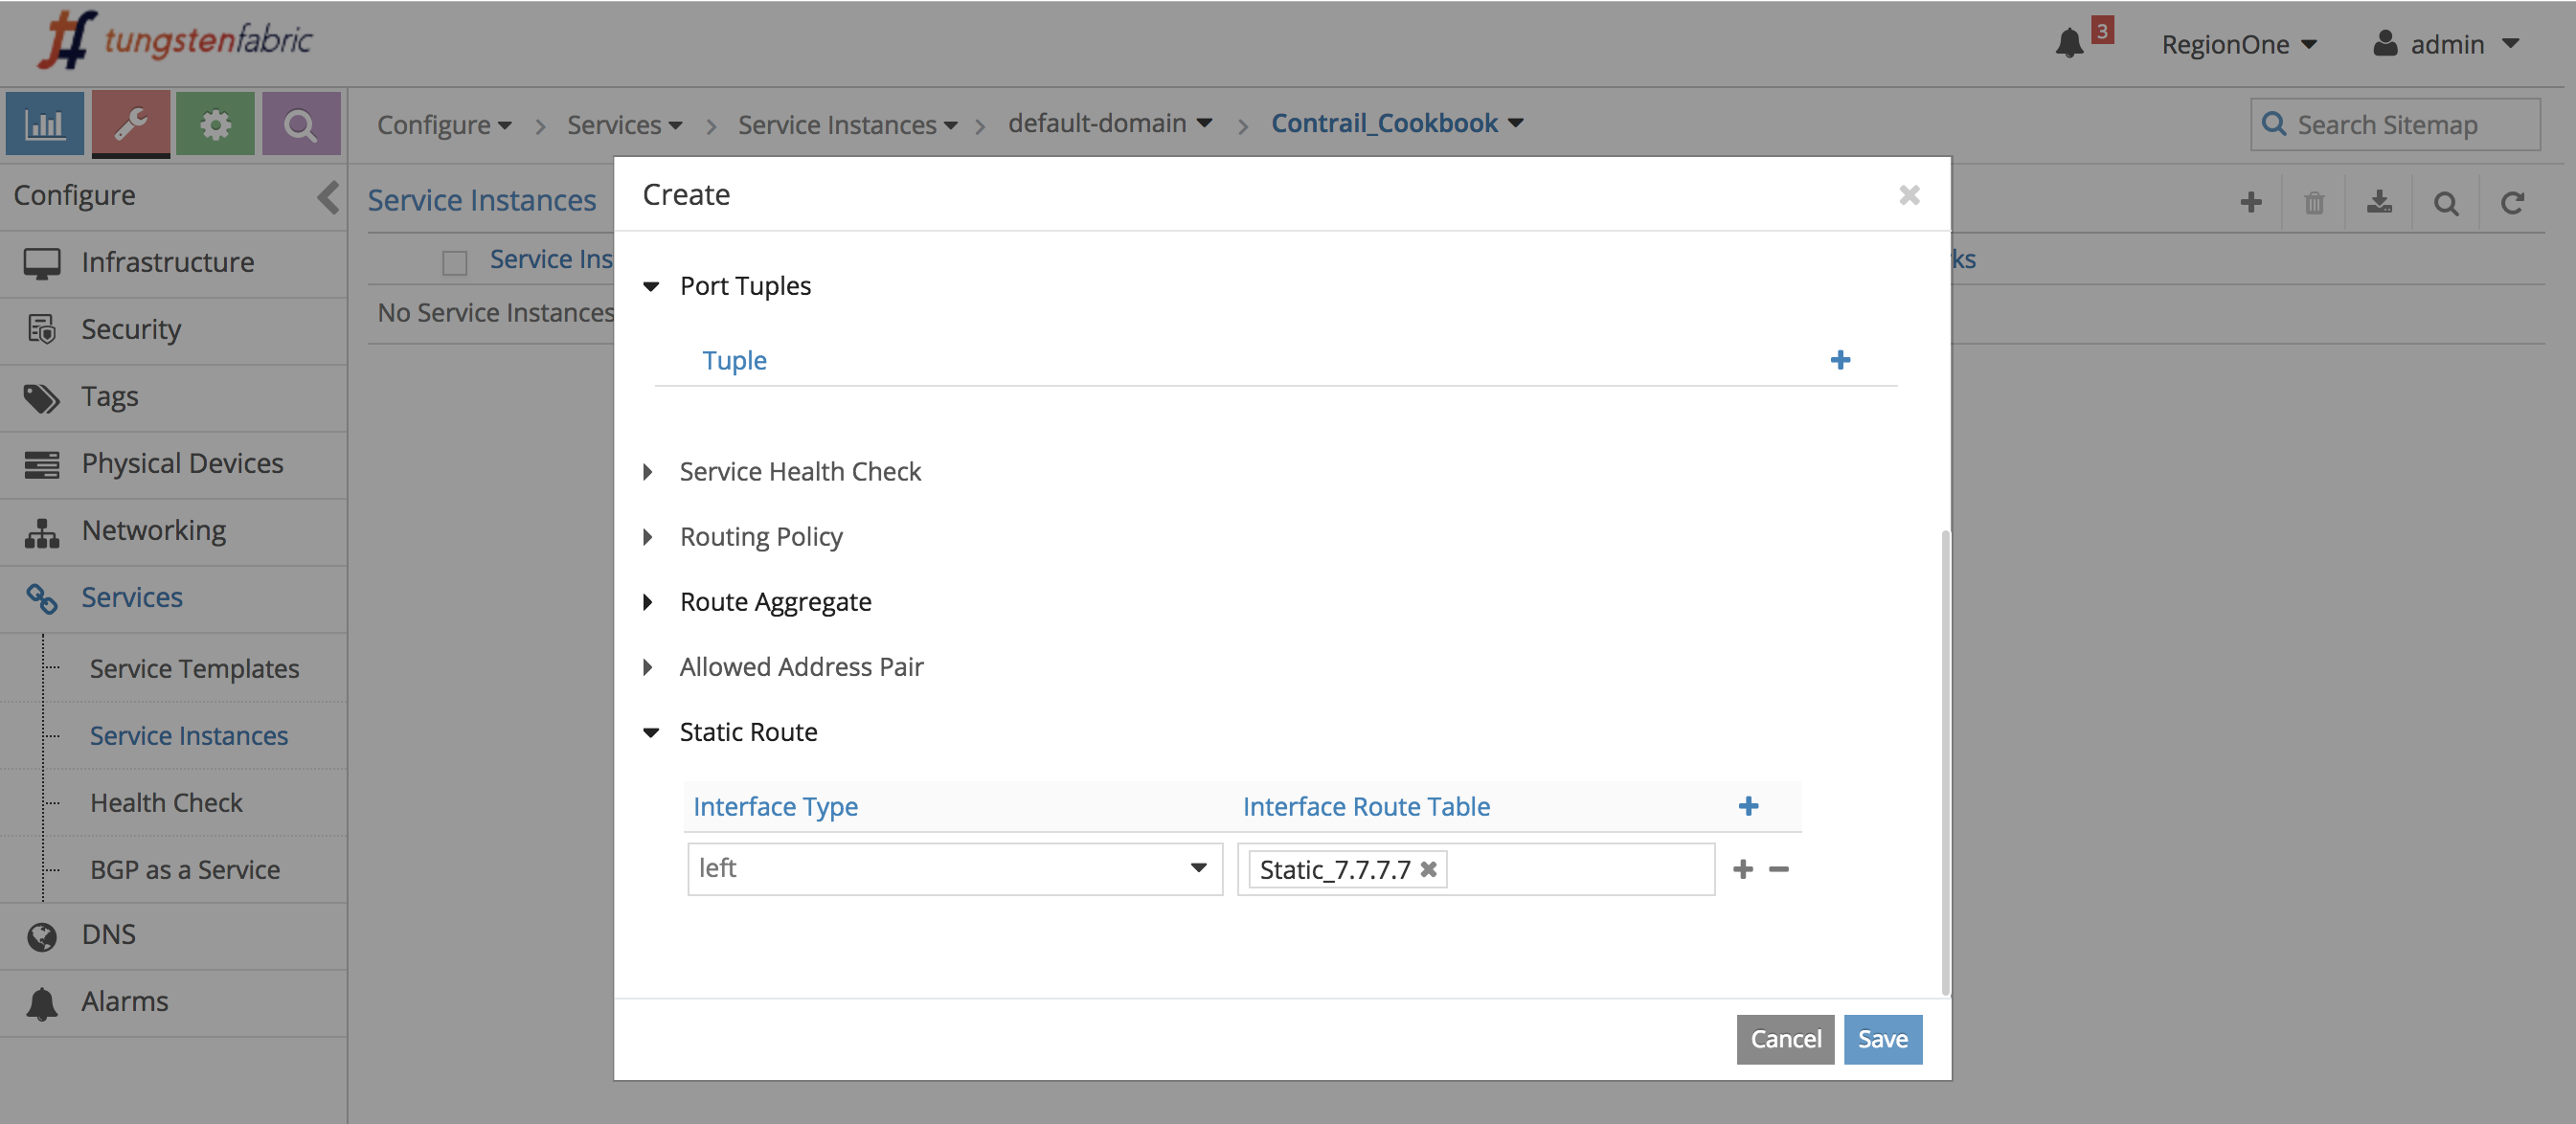 tungstenfabric
3
RegionOne
admin
Configure > Services > Service Instances > default-domain > Contrail_Cookbook
Search Sitemap
Configure
Infrastructure
Security
Tags
Physical Devices
Networking
Services
Service Templates
Service Instances
Health Check
BGP as a Service
DNS
Alarms
Service Instances
Service Ins
ks
No Service Instances
Create
Port Tuples
Tuple
Service Health Check
Routing Policy
Route Aggregate
Allowed Address Pair
Static Route
Interface Type Interface Route Table
left Static_7.7.7.7
Cancel Save